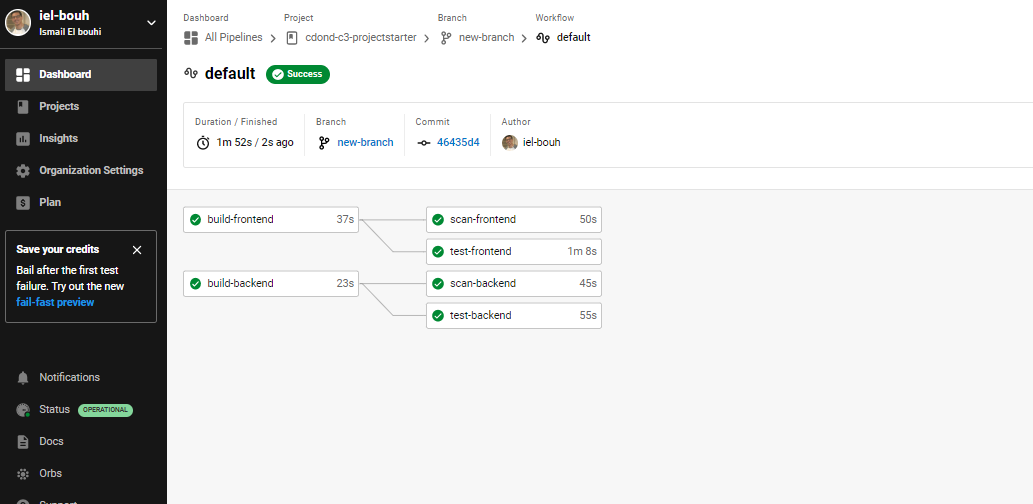 iel-bouh
Ismail El bouhi
Dashboard
Projects
Insights
Organization Settings
$ Plan
Save your credits
Bail after the first test
failure. Try out the new
fail-fast preview
Notifications
Status OPERATIONAL
Docs
Orbs
Support
Dashboard Project Branch Workflow
All Pipelines > cdond-c3-projectstarter > new-branch > default
default Success
Duration / Finished Branch Commit Author
1m 52s / 2s ago new-branch 46435d4 iel-bouh
build-frontend 37s scan-frontend 50s
test-frontend 1m 8s
build-backend 23s scan-backend 45s
test-backend 55s